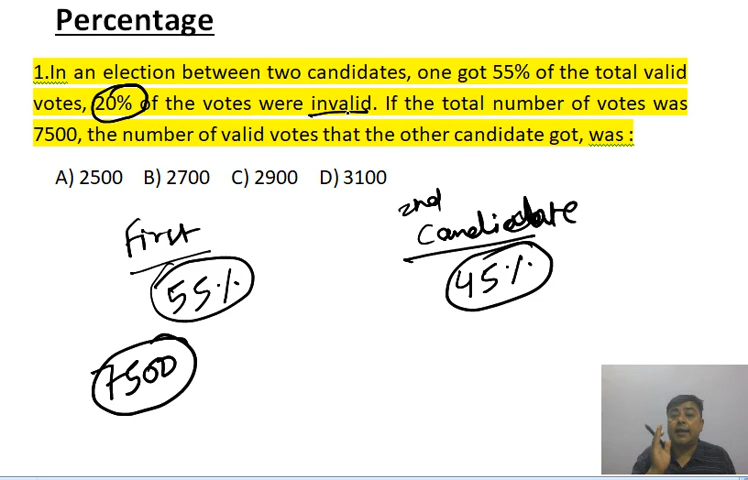 Percentage
1.In an election between two candidates, one got 55% of the total valid
votes, 20% of the votes were invalid. If the total number of votes was
7500, the number of valid votes that the other candidate got, was :
A) 2500 B) 2700 C) 2900 D) 3100
First
2nd
Candidate
55%
45%
7500